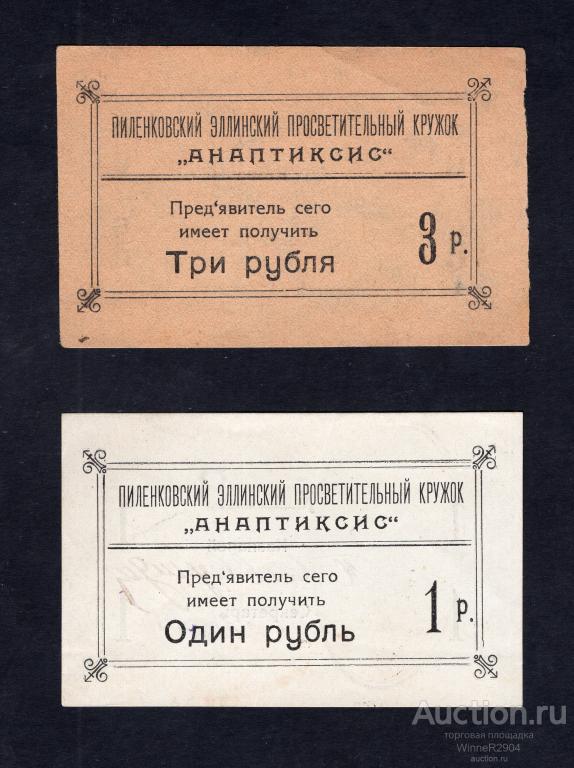 ПИЛЕНКОВСКИЙ ЭЛЛИНСКИЙ ПРОСВЕТИТЕЛЬНЫЙ КРУЖОК
„АНАПТИКСИС“
Пред‘явитель сего
имеет получить
Три рубля
3 р.
ПИЛЕНКОВСКИЙ ЭЛЛИНСКИЙ ПРОСВЕТИТЕЛЬНЫЙ КРУЖОК
„АНАПТИКСИС“
Пред‘явитель сего
имеет получить
Один рубль
1 р.
Auction.ru
торговая площадка
WinneR2904
auction.ru